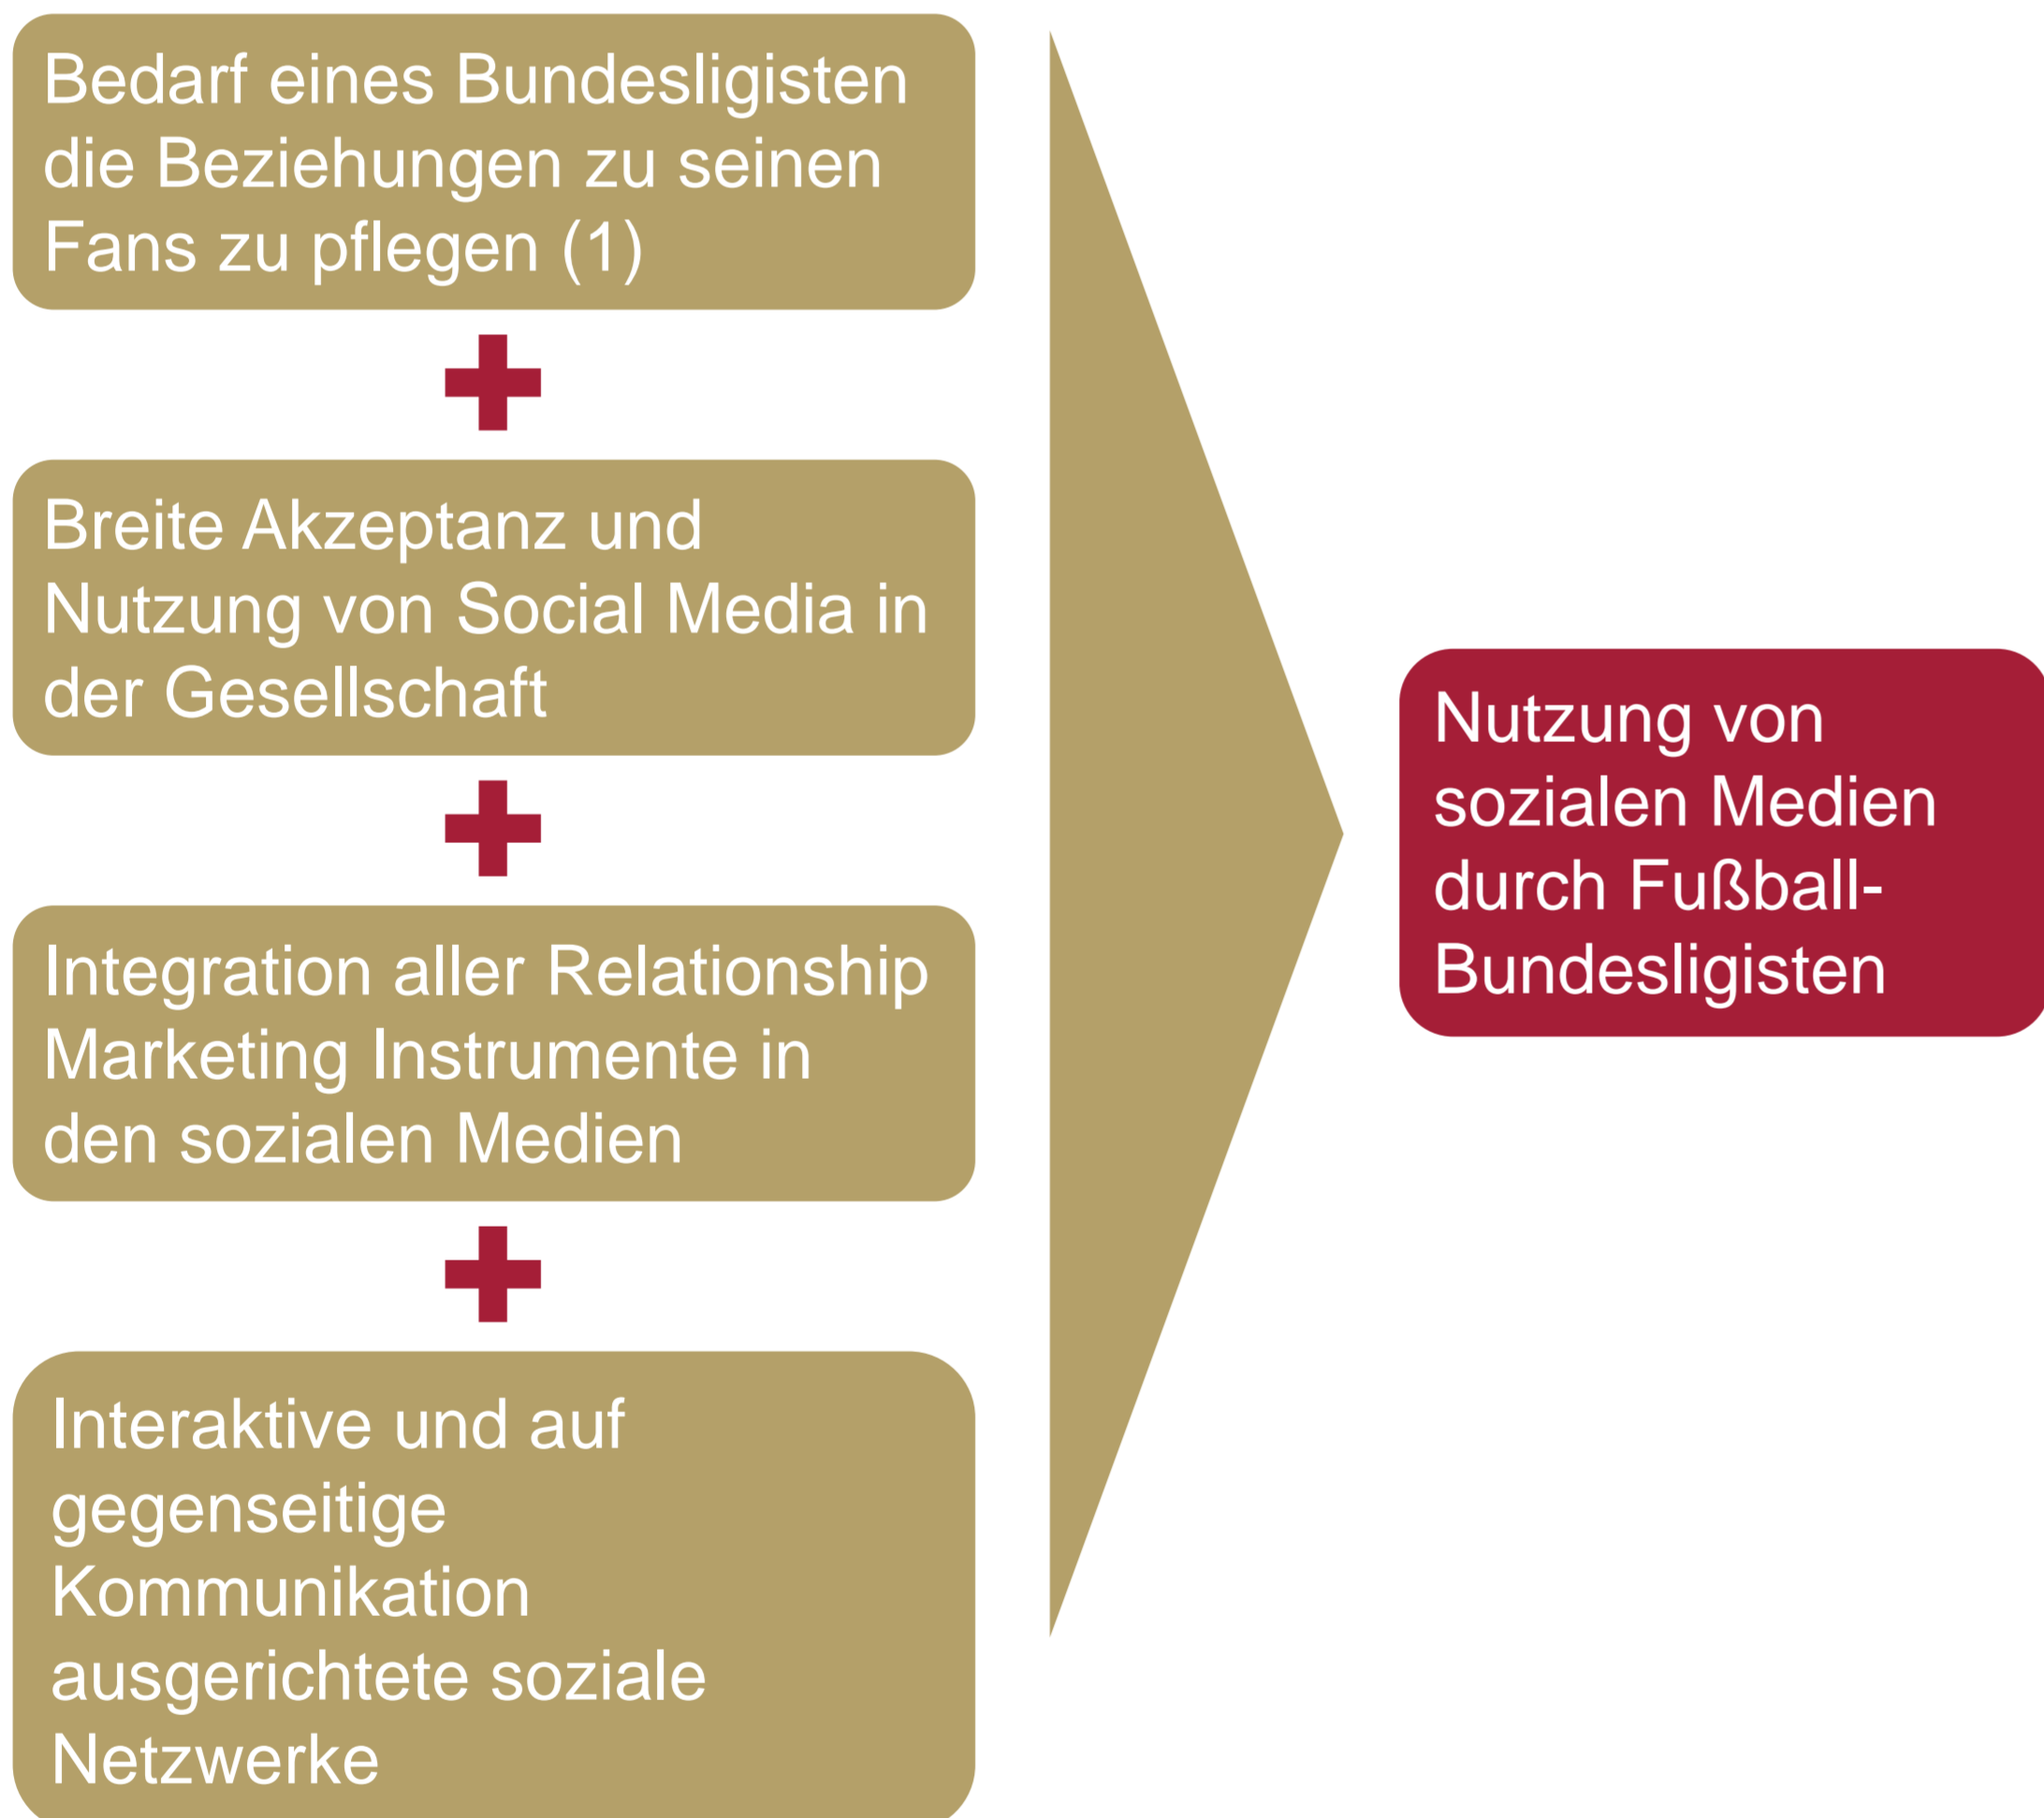 Bedarf eines Bundesligisten
die Beziehungen zu seinen
Fans zu pflegen (1)
Breite Akzeptanz und
Nutzung von Social Media in
der Gesellschaft
Integration aller Relationship
Marketing Instrumente in
den sozialen Medien
Interaktive und auf
gegenseitige
Kommunikation
ausgerichtete soziale
Netzwerke
Nutzung von
sozialen Medien
durch Fußball-
Bundesligisten